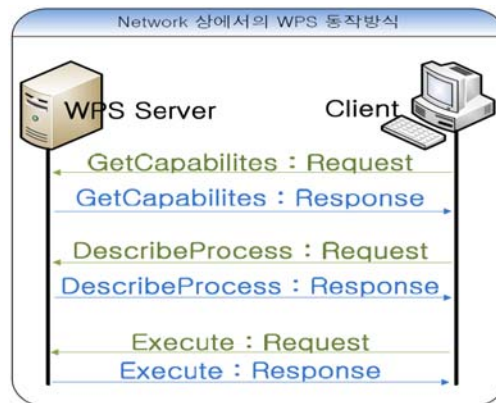 Network 상에서의 WPS 동작방식
WPS Server
Client
GetCapabilites : Request
GetCapabilites : Response
DescribeProcess : Request
DescribeProcess : Response
Execute : Request
Execute : Response